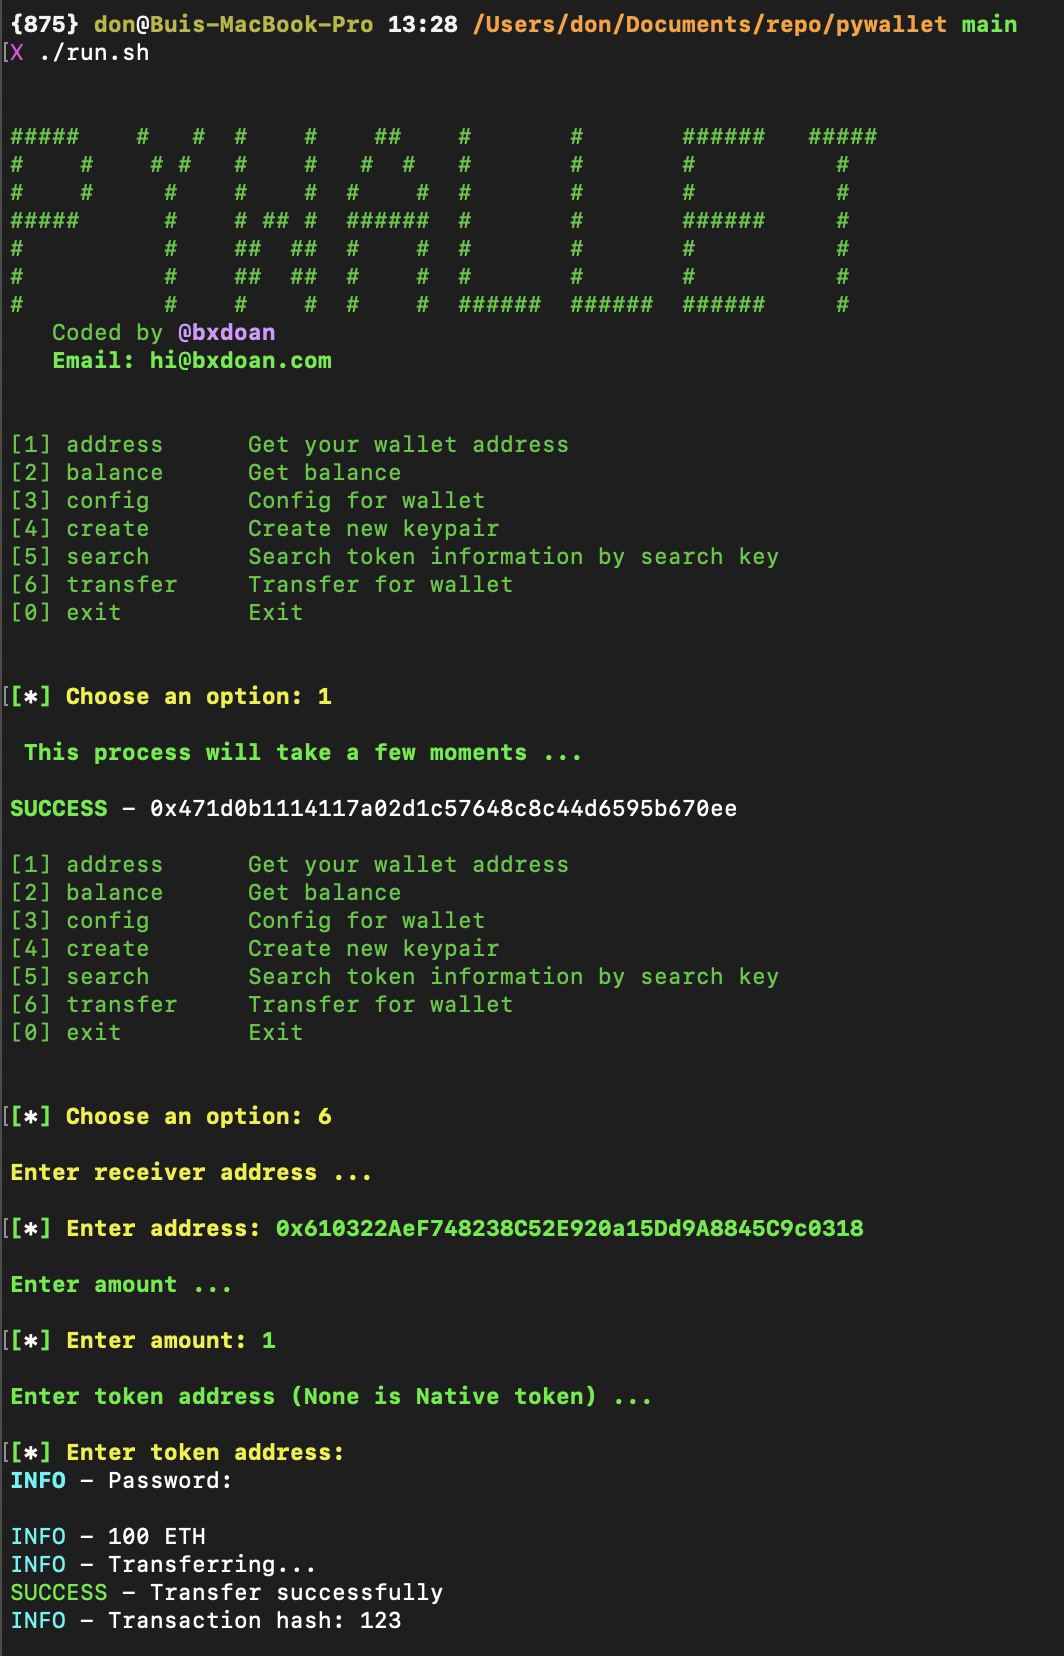 {875} don@Buis-MacBook-Pro 13:28 /Users/don/Documents/repo/pywallet main
[X ./run.sh
#####    #   #  #    #    ##    #       #       ######   #####
#    #    # #   #    #   #  #   #       #       #          #
#    #     #    #    #  #    #  #       #       #          #
#####      #    # ## #  ######  #       #       ######     #
#          #    ##  ##  #    #  #       #       #          #
#          #    ##  ##  #    #  #       #       #          #
#          #    #    #  #    #  ######  ######  ######     #
Coded by @bxdoan
Email: hi@bxdoan.com
[1] address      Get your wallet address
[2] balance      Get balance
[3] config       Config for wallet
[4] create       Create new keypair
[5] search       Search token information by search key
[6] transfer     Transfer for wallet
[0] exit         Exit
[[*] Choose an option: 1
This process will take a few moments ...
SUCCESS - 0x471d0b1114117a02d1c57648c8c44d6595b670ee
[1] address      Get your wallet address
[2] balance      Get balance
[3] config       Config for wallet
[4] create       Create new keypair
[5] search       Search token information by search key
[6] transfer     Transfer for wallet
[0] exit         Exit
[[*] Choose an option: 6
Enter receiver address ...
[[*] Enter address: 0x610322AeF748238C52E920a15Dd9A8845C9c0318
Enter amount ...
[[*] Enter amount: 1
Enter token address (None is Native token) ...
[[*] Enter token address:
INFO - Password:
INFO - 100 ETH
INFO - Transferring...
SUCCESS - Transfer successfully
INFO - Transaction hash: 123